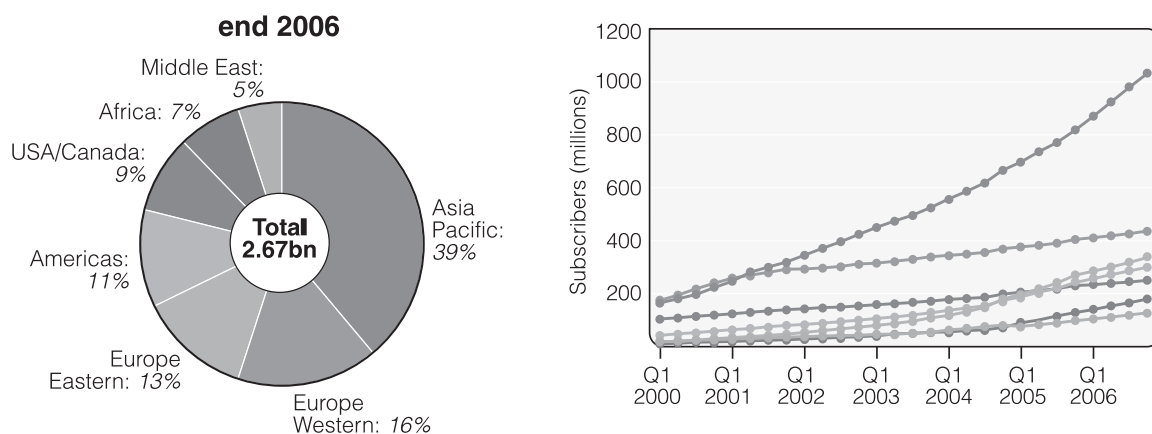 end 2006
Middle East:
5%
Africa: 7%
USA/Canada:
9%
Americas:
11%
Europe
Eastern: 13%
Europe
Western: 16%
Asia
Pacific:
39%
Total
2.67bn
Subscribers (millions)
1200
1000
800
600
400
200
Q1 Q1 Q1 Q1 Q1 Q1 Q1
2000 2001 2002 2003 2004 2005 2006